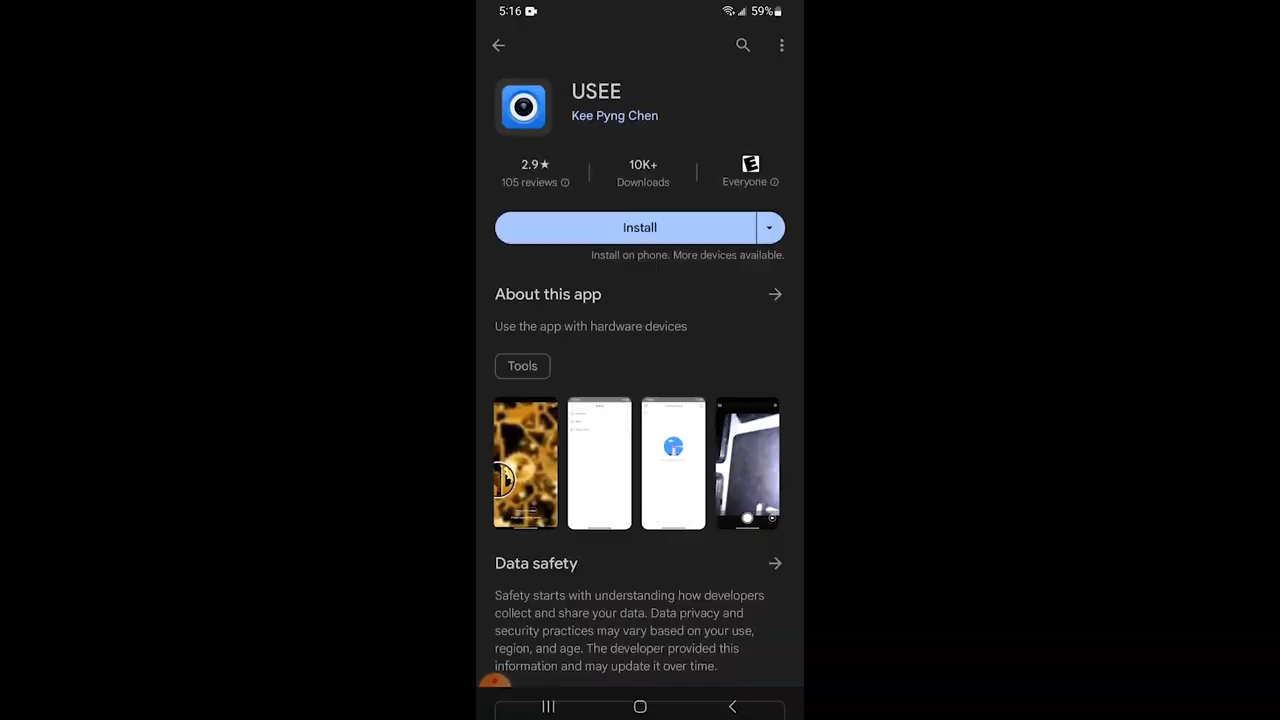 5:16
59%
USEE
Kee Pyng Chen
2.9★
10K+
E
105 reviews
Downloads
Everyone
Install
Install on phone. More devices available.
About this app
Use the app with hardware devices
Tools
Data safety
Safety starts with understanding how developers
collect and share your data. Data privacy and
security practices may vary based on your use,
region, and age. The developer provided this
information and may update it over time.